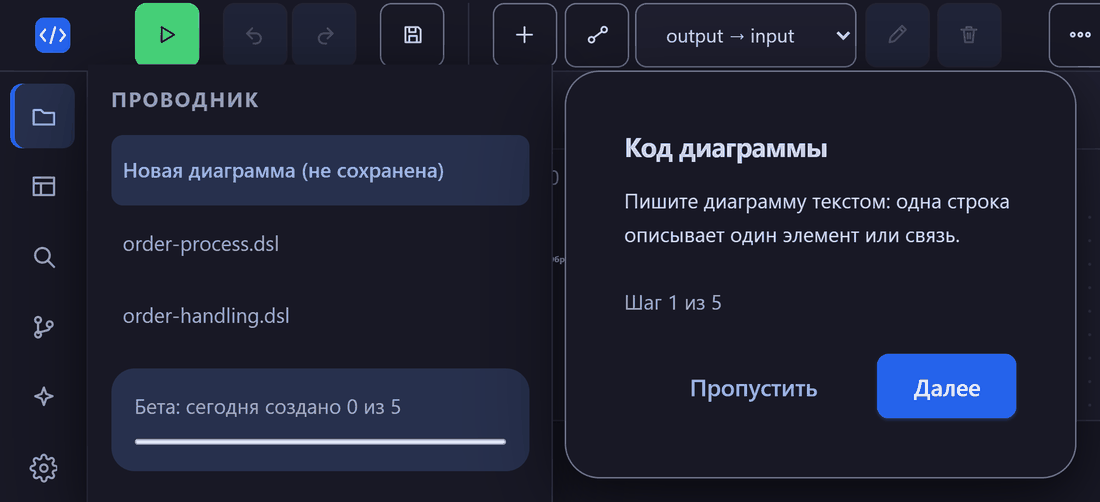 output → input
ПРОВОДНИК
Новая диаграмма (не сохранена)
order-process.dsl
order-handling.dsl
Бета: сегодня создано 0 из 5
Код диаграммы
Пишите диаграмму текстом: одна строка
описывает один элемент или связь.
Шаг 1 из 5
Пропустить
Далее